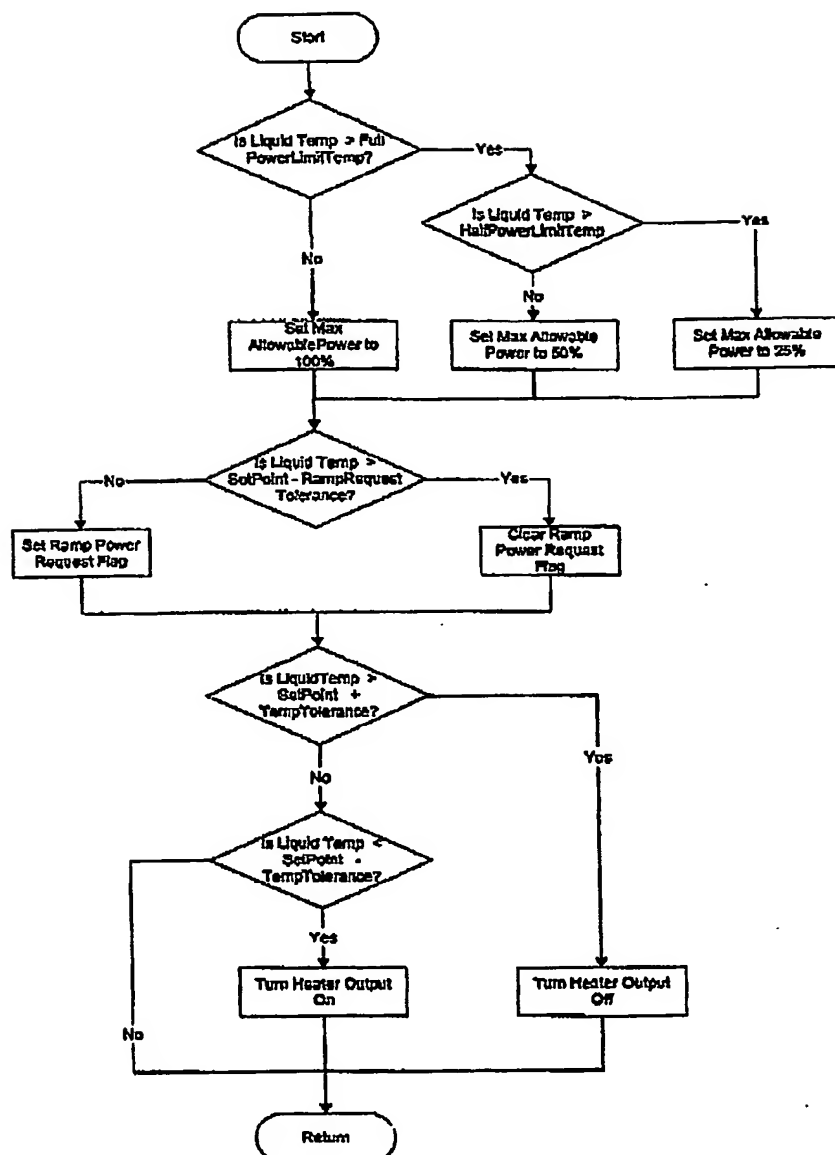 Start
Is Liquid Temp > Full
PowerLimitTemp?
Yes
Is Liquid Temp >
HalfPowerLimitTemp
Yes
No
No
Set Max
AllowablePower to
100%
Set Max Allowable
Power to 50%
Set Max Allowable
Power to 25%
Is Liquid Temp >
SetPoint - RampRequest
Tolerance?
No
Yes
Set Ramp Power
Request Flag
Clear Ramp
Power Request
Flag
Is LiquidTemp >
SetPoint +
TempTolerance?
Yes
No
Is Liquid Temp <
SetPoint -
TempTolerance?
Yes
Turn Heater Output
On
Turn Heater Output
Off
No
Return